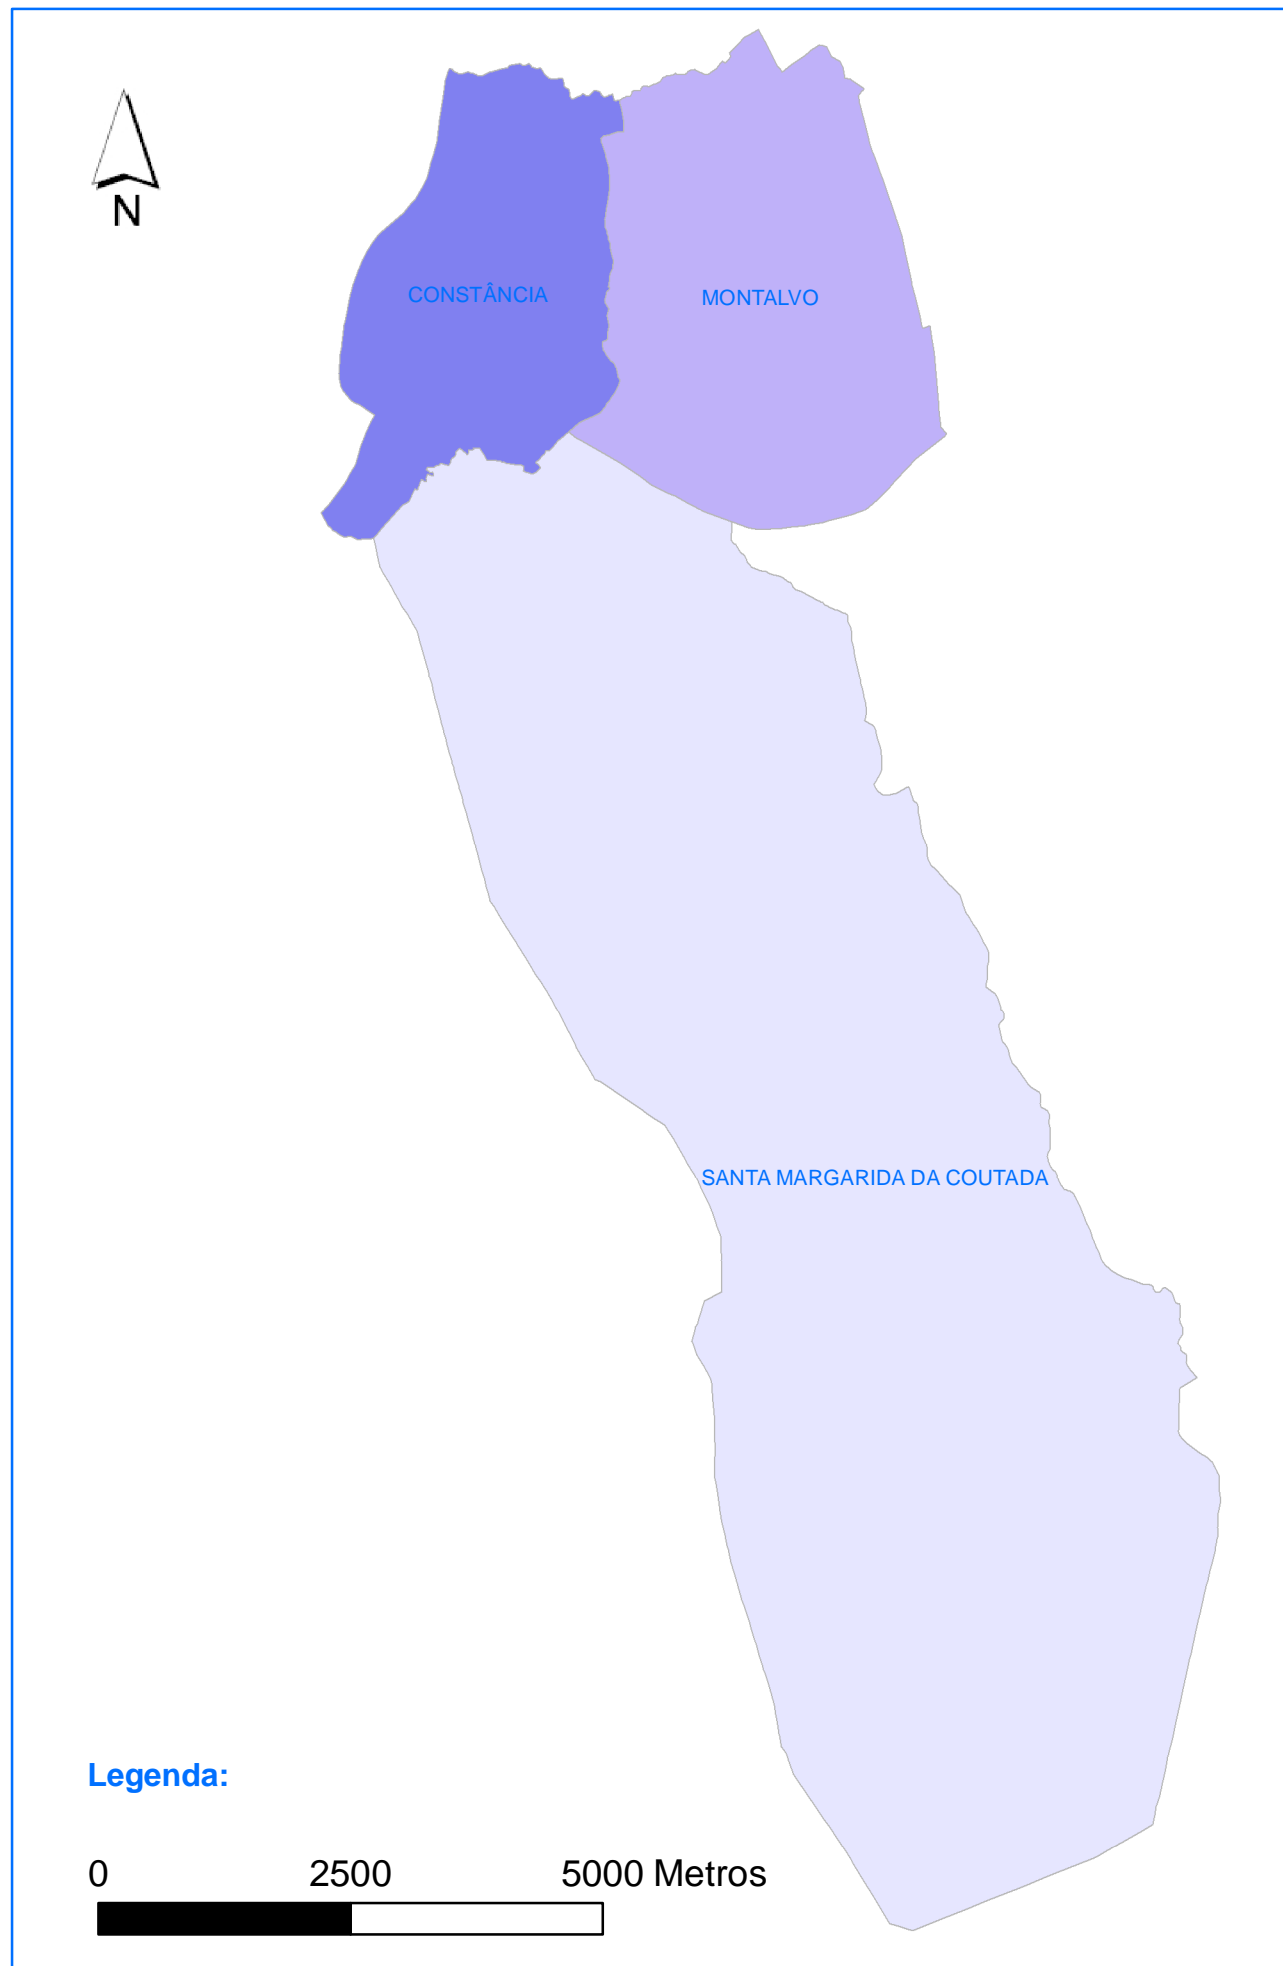 N
CONSTÂNCIA
MONTALVO
SANTA MARGARIDA DA COUTADA
Legenda:
0 2500 5000 Metros